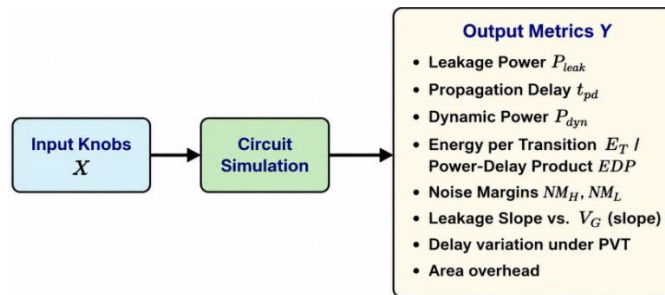 Output Metrics Y
• Leakage Power P_leak
• Propagation Delay t_pd
• Dynamic Power P_dyn
• Energy per Transition E_T /
Power-Delay Product EDP
• Noise Margins NM_H, NM_L
• Leakage Slope vs. V_G (slope)
• Delay variation under PVT
• Area overhead
Input Knobs
X
Circuit
Simulation